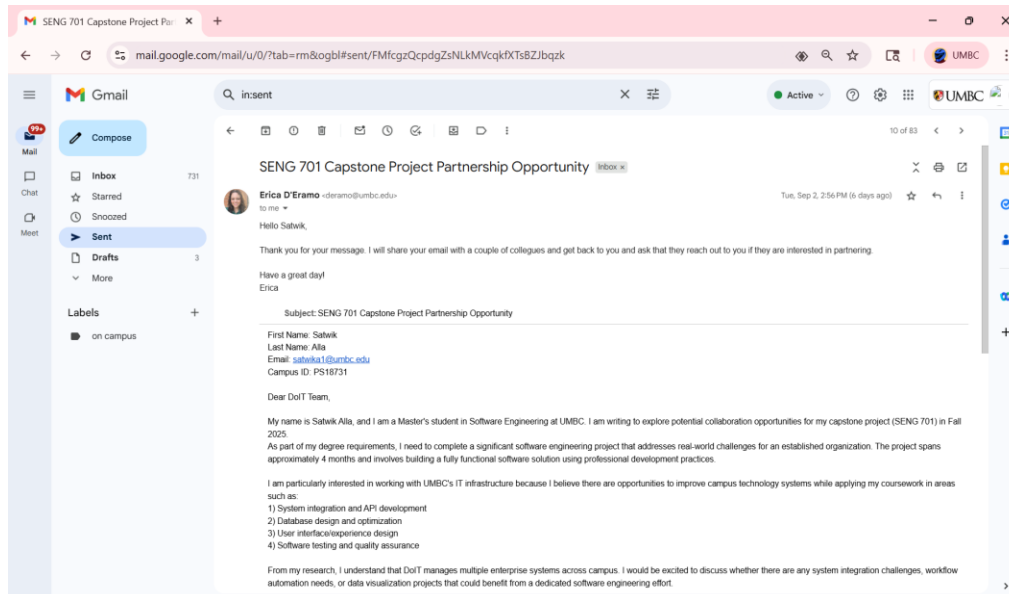 SENG 701 Capstone Project Par
mail.google.com/mail/u/0/?tab=rm&ogbl#sent/FMfcgzQcpdgZsNLkMVcqkfXTsBZJbqzk
UMBC
Gmail
in:sent
Active
UMBC
99+
Mail
Chat
Meet
Compose
Inbox 731
Starred
Snoozed
Sent
Drafts 3
More
Labels
on campus
10 of 83
SENG 701 Capstone Project Partnership Opportunity Inbox x
Erica D'Eramo <deramo@umbc.edu> Tue, Sep 2, 2:56 PM (6 days ago)
to me
Hello Satwik,
Thank you for your message. I will share your email with a couple of collegues and get back to you and ask that they reach out to you if they are interested in partnering.
Have a great day!
Erica
Subject: SENG 701 Capstone Project Partnership Opportunity
First Name: Satwik
Last Name: Alla
Email: satwika1@umbc.edu
Campus ID: PS18731
Dear DoIT Team,
My name is Satwik Alla, and I am a Master's student in Software Engineering at UMBC. I am writing to explore potential collaboration opportunities for my capstone project (SENG 701) in Fall
2025.
As part of my degree requirements, I need to complete a significant software engineering project that addresses real-world challenges for an established organization. The project spans
approximately 4 months and involves building a fully functional software solution using professional development practices.
I am particularly interested in working with UMBC's IT infrastructure because I believe there are opportunities to improve campus technology systems while applying my coursework in areas
such as:
1) System integration and API development
2) Database design and optimization
3) User interface/experience design
4) Software testing and quality assurance
From my research, I understand that DoIT manages multiple enterprise systems across campus. I would be excited to discuss whether there are any system integration challenges, workflow
automation needs, or data visualization projects that could benefit from a dedicated software engineering effort.